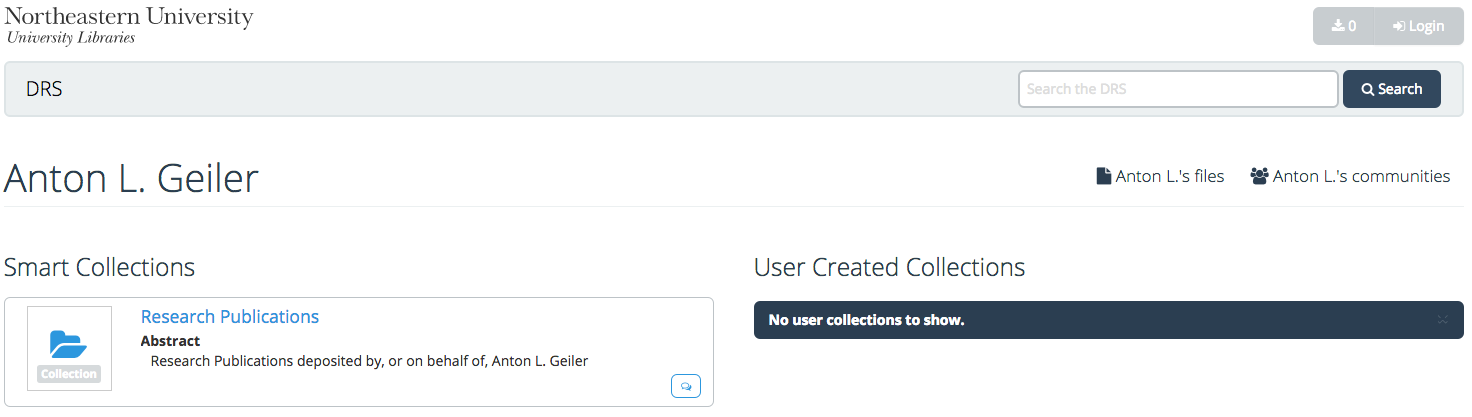 Northeastern University
University Libraries
0 Login
DRS
Search the DRS
Search
Anton L. Geiler
Anton L.'s files
Anton L.'s communities
Smart Collections
Research Publications
Abstract
Research Publications deposited by, or on behalf of, Anton L. Geiler
Collection
User Created Collections
No user collections to show.